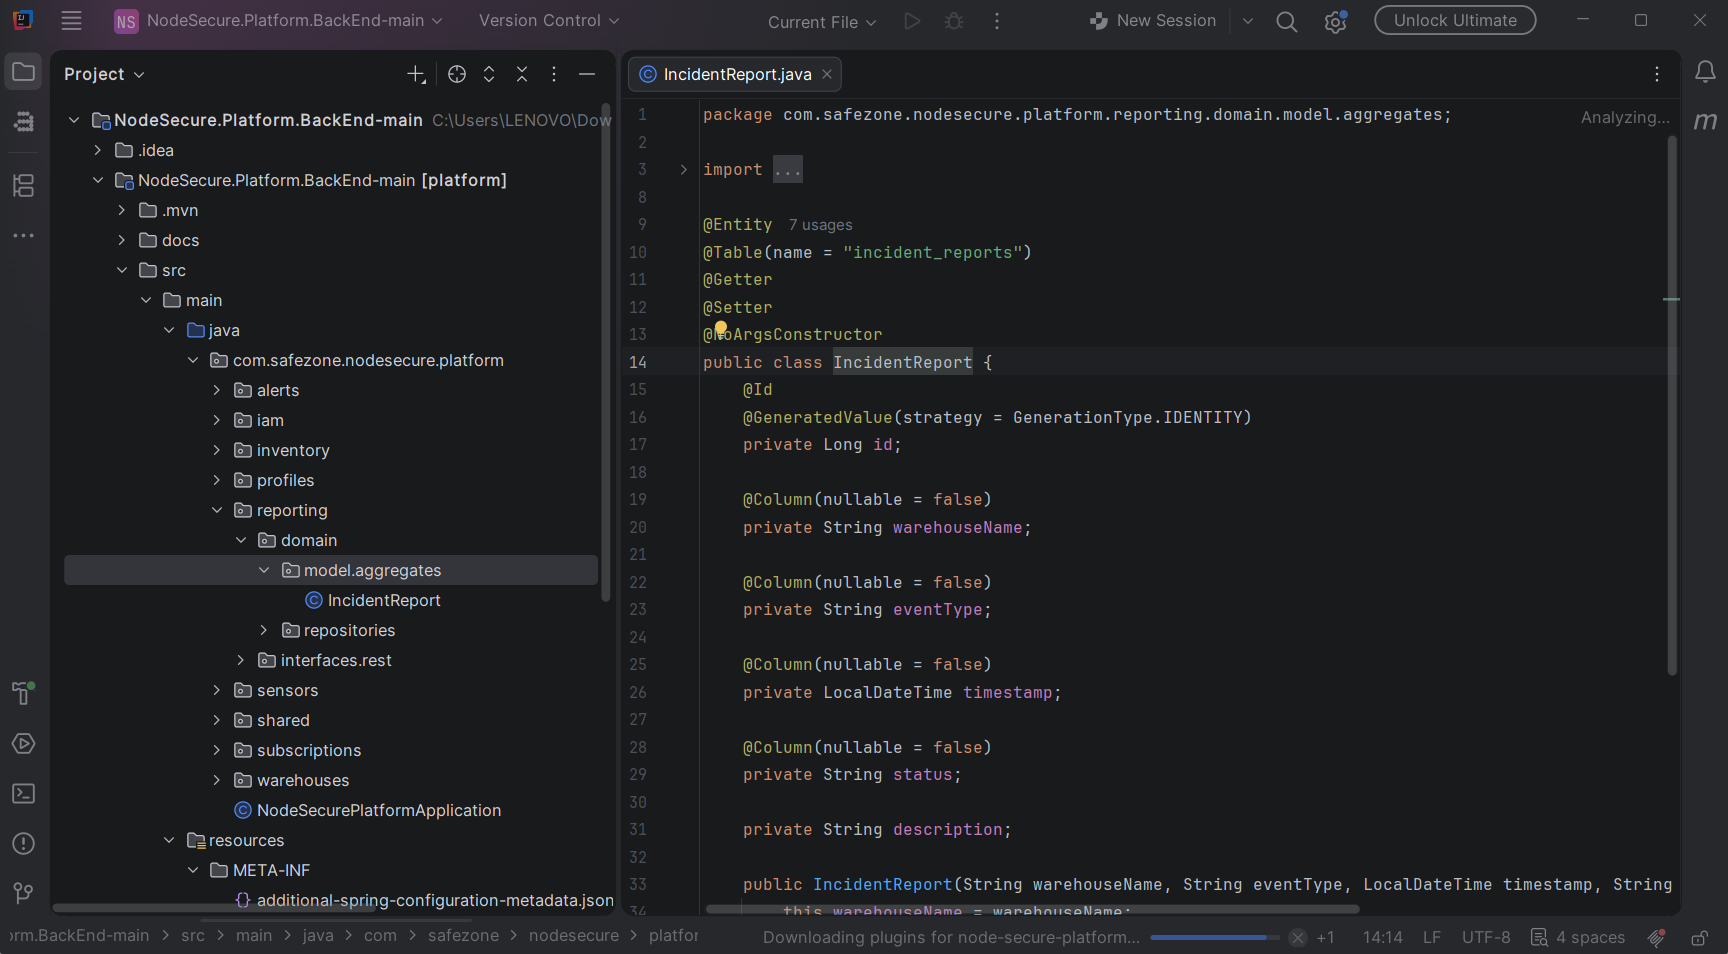 NS NodeSecure.Platform.BackEnd-main Version Control Current File New Session Unlock Ultimate
Project
NodeSecure.Platform.BackEnd-main C:\Users\LENOVO\Dow
.idea
NodeSecure.Platform.BackEnd-main [platform]
.mvn
docs
src
main
java
com.safezone.nodesecure.platform
alerts
iam
inventory
profiles
reporting
domain
model.aggregates
IncidentReport
repositories
interfaces.rest
sensors
shared
subscriptions
warehouses
NodeSecurePlatformApplication
resources
META-INF
additional-spring-configuration-metadata.json
IncidentReport.java
Analyzing...
1 package com.safezone.nodesecure.platform.reporting.domain.model.aggregates;
2
3 import ...
8
9 @Entity 7 usages
10 @Table(name = "incident_reports")
11 @Getter
12 @Setter
13 @NoArgsConstructor
14 public class IncidentReport {
15 @Id
16 @GeneratedValue(strategy = GenerationType.IDENTITY)
17 private Long id;
18
19 @Column(nullable = false)
20 private String warehouseName;
21
22 @Column(nullable = false)
23 private String eventType;
24
25 @Column(nullable = false)
26 private LocalDateTime timestamp;
27
28 @Column(nullable = false)
29 private String status;
30
31 private String description;
32
33 public IncidentReport(String warehouseName, String eventType, LocalDateTime timestamp, String
34 this.warehouseName = warehouseName;
m
orm.BackEnd-main > src > main > java > com > safezone > nodesecure > platfor
Downloading plugins for node-secure-platform... +1 14:14 LF UTF-8 4 spaces